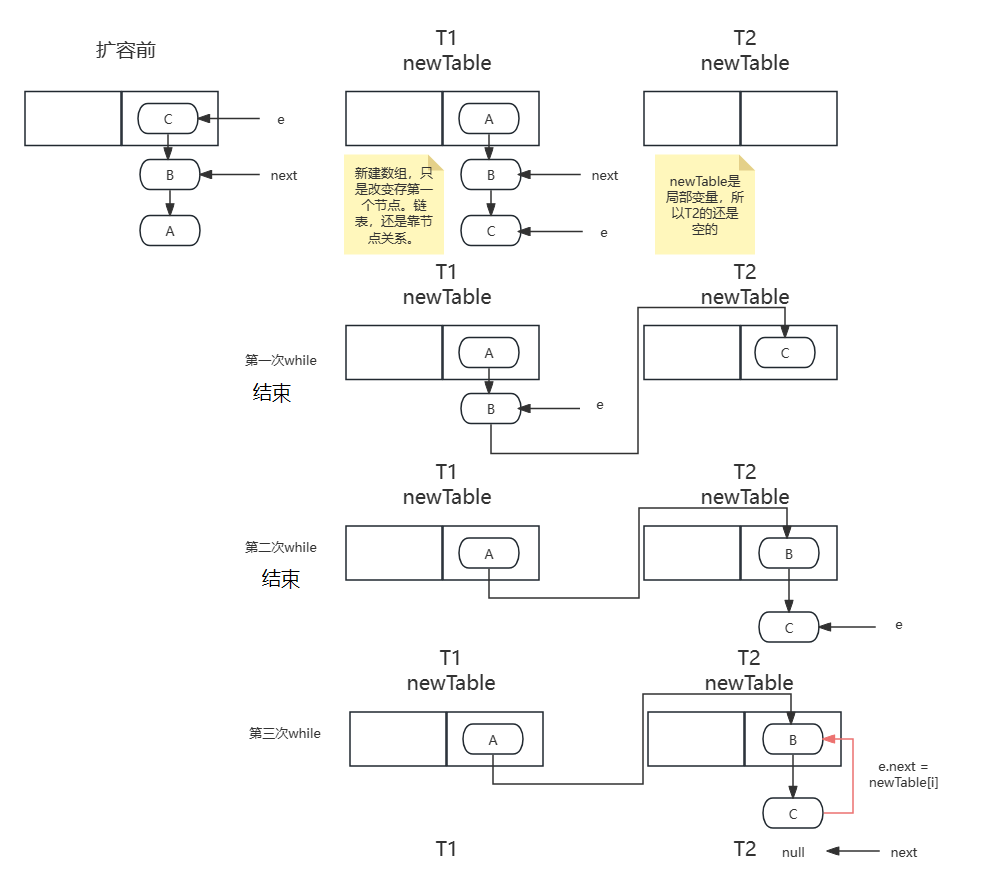 扩容前
T1
newTable
T2
newTable
C
e
A
B
next
B
next
A
C
e
新建数组，只
是改变存第一
个节点。链
表，还是靠节
点关系。
newTable是
局部变量，所
以T2的还是
空的
T1
newTable
T2
newTable
第一次while
结束
A
C
B
e
T1
newTable
T2
newTable
第二次while
结束
A
B
C
e
T1
newTable
T2
newTable
第三次while
A
B
e.next =
newTable[i]
C
T1
T2
null
next